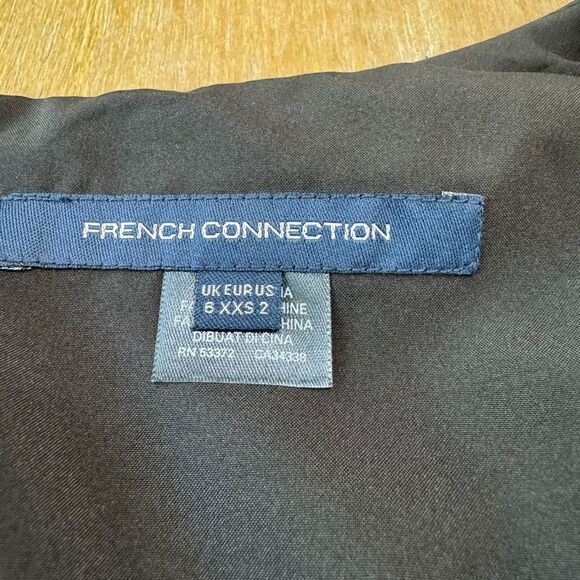 FRENCH CONNECTION
UK EUR US
6 XXS 2
DIBUAT DI CINA
RN 53372 CA34338